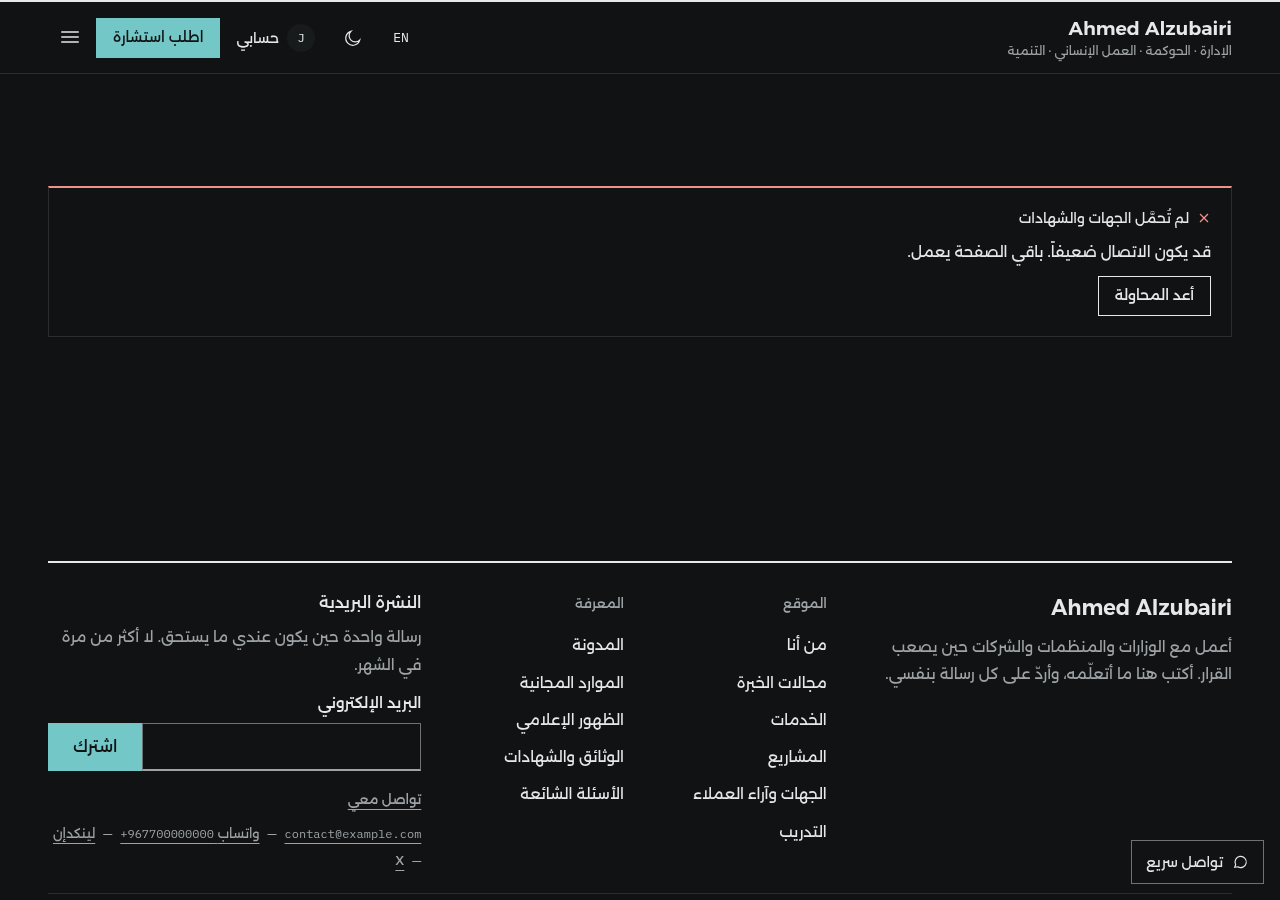 Ahmed Alzubairi
الإدارة · الحوكمة · العمل الإنساني · التنمية
EN
J
حسابي
اطلب استشارة
لم تُحمَّل الجهات والشهادات
قد يكون الاتصال ضعيفاً. باقي الصفحة يعمل.
أعد المحاولة
Ahmed Alzubairi
أعمل مع الوزارات والمنظمات والشركات حين يصعب
القرار. أكتب هنا ما أتعلّمه، وأردّ على كل رسالة بنفسي.
الموقع
من أنا
مجالات الخبرة
الخدمات
المشاريع
الجهات وآراء العملاء
التدريب
المعرفة
المدونة
الموارد المجانية
الظهور الإعلامي
الوثائق والشهادات
الأسئلة الشائعة
النشرة البريدية
رسالة واحدة حين يكون عندي ما يستحق. لا أكثر من مرة
في الشهر.
البريد الإلكتروني
اشترك
تواصل معي
contact@example.com — واتساب 967700000000+ — لينكدإن
— X
تواصل سريع